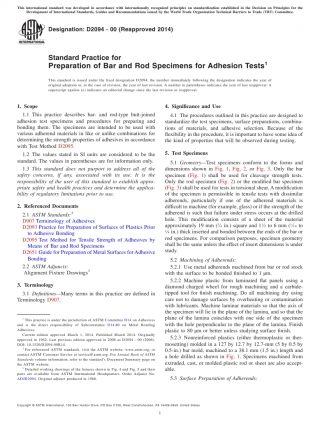 This international standard was developed in accordance with internationally recognized principles on standardization established in the Decision on Principles for the
Development of International Standards, Guides and Recommendations issued by the World Trade Organization Technical Barriers to Trade (TBT) Committee.
Designation: D2094 - 00 (Reapproved 2014)
INTERNATIONAL
Standard Practice for
Preparation of Bar and Rod Specimens for Adhesion Tests1
This standard is issued under the fixed designation D2094; the number immediately following the designation indicates the year of
original adoption or, in the case of revision, the year of last revision. A number in parentheses indicates the year of last reapproval. A
superscript epsilon (ε) indicates an editorial change since the last revision or reapproval.
1. Scope
1.1 This practice describes bar- and rod-type butt-joined
adhesion test specimens and procedures for preparing and
bonding them. The specimens are intended to be used with
various adherend materials in like or unlike combinations for
determining the strength properties of adhesives in accordance
with Test Method D2095.
1.2 The values stated in SI units are considered to be the
standard. The values in parentheses are for information only.
1.3 This standard does not purport to address all of the
safety concerns, if any, associated with its use. It is the
responsibility of the user of this standard to establish appro-
priate safety and health practices and determine the applica-
bility of regulatory limitations prior to use.
2. Referenced Documents
2.1 ASTM Standards:2
D907 Terminology of Adhesives
D2093 Practice for Preparation of Surfaces of Plastics Prior
to Adhesive Bonding
D2095 Test Method for Tensile Strength of Adhesives by
Means of Bar and Rod Specimens
D2651 Guide for Preparation of Metal Surfaces for Adhesive
Bonding
2.2 ASTM Adjuncts:
Alignment Fixture Drawings3
3. Terminology
3.1 Definitions—Many terms in this practice are defined in
Terminology D907.
1 This practice is under the jurisdiction of ASTM Committee D14 on Adhesives
and is the direct responsibility of Subcommittee D14.80 on Metal Bonding
Adhesives.
Current edition approved March 1, 2014. Published March 2014. Originally
approved in 1962. Last previous edition approved in 2008 as D2094 – 00 (2008).
DOI: 10.1520/D2094-00R14.
2 For referenced ASTM standards, visit the ASTM website, www.astm.org, or
contact ASTM Customer Service at service@astm.org. For Annual Book of ASTM
Standards volume information, refer to the standard's Document Summary page on
the ASTM website.
3 Detailed working drawings of the fixtures shown in Fig. 4 and Fig. 5 and their
parts are available from ASTM International Headquarters. Order Adjunct No.
Original adjunct produced in 1986.
4. Significance and Use
4.1 The procedures outlined in this practice are designed to
standardize the test specimens, surface preparations, combina-
tions of materials, and adhesive selection. Because of the
flexibility in the procedure, it is important to have some idea of
the kind of properties that will be observed during testing.
5. Test Specimens
5.1 Geometry—Test specimens conform to the forms and
dimensions shown in Fig. 1, Fig. 2, or Fig. 3. Only the bar
specimen (Fig. 1) shall be used for cleavage strength tests.
Only the rod specimen (Fig. 2) or the modified bar specimen
(Fig. 3) shall be used for tests in torsional shear. A modification
of the specimen is permissible in tensile tests with dissimilar
adherends, particularly if one of the adherend materials is
difficult to machine (for example, glass) or if the strength of the
adherend is such that failure under stress occurs at the drilled
hole. This modification consists of a sheet of the material
approximately 19 mm (3⁄4 in.) square and 1½ to 6 mm (1⁄16 to
¼ in.) thick inserted and bonded between the ends of the bar or
rod specimens. For comparison purposes, specimen geometry
shall be the same unless the effect of insert dimensions is under
study.
5.2 Machining of Adherends:
5.2.1 Use metal adherends machined from bar or rod stock
with the surface to be bonded finished to 1 μm.
5.2.2 Machine plastic from laminated flat panels using a
diamond charged wheel for rough machining and a carbide-
tipped tool for finish machining. Do all machining dry using
care not to damage surfaces by overheating or contamination
with lubricants. Machine laminar materials so that the axis of
the specimen will lie in the plane of the laminz, and so that the
plane of the lamina coincides with one side of the specimen
with the hole perpendicular to the plane of the lamina. Finish
plastic to 80 μm or better unless studying surface finish.
5.2.3 Nonreinforced plastics (either thermoplastic or ther-
mosetting) molded in a 127 by 12.7 by 12.7-mm (5 by 0.5 by
0.5-in.) bar mold, machined to a 38.1 mm (1.5 in.) length and
a hole drilled as shown in Fig. 1. Specimens machined from
extruded, cast, or molded plastic rod or sheet are also accept-
able.
5.3 Surface Preparation of Adherends:
Copyright © ASTM International, 100 Barr Harbor Drive, PO Box C700, West Conshohocken, PA 19428-2959. United States
1